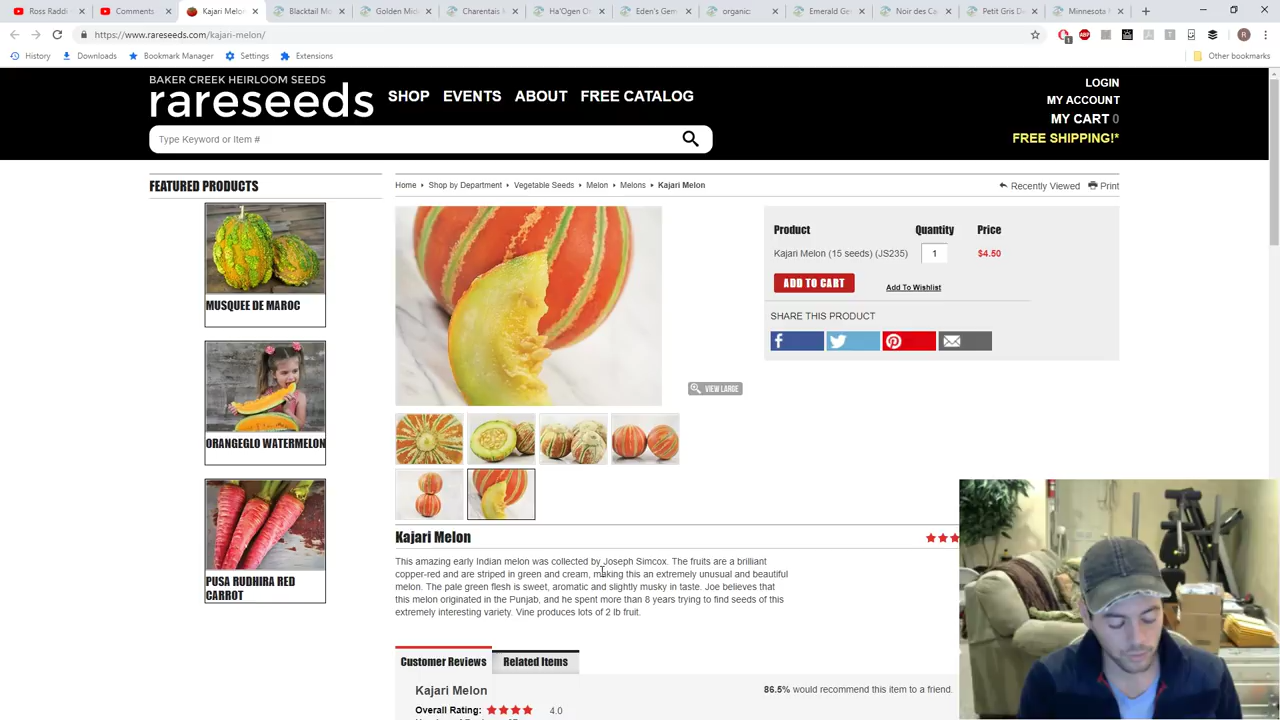 Ross Raddi
Comments
Kajari Melon
Blacktail Mo
Golden Mid
Charentais M
Ha'Ogen Ch
Eden's Gem
organic:
Emerald Ge
Noir des Ca
Petit Gris De
Minnesota M
https://www.rareseeds.com/kajari-melon/
1
ABP
T
R
History
Downloads
Bookmark Manager
Settings
Extensions
Other bookmarks
BAKER CREEK HEIRLOOM SEEDS
rareseeds
SHOP
EVENTS
ABOUT
FREE CATALOG
LOGIN
MY ACCOUNT
MY CART 0
FREE SHIPPING!*
Type Keyword or Item #
FEATURED PRODUCTS
MUSQUEE DE MAROC
ORANGEGLO WATERMELON
PUSA RUDHIRA RED
CARROT
Home
Shop by Department
Vegetable Seeds
Melon
Melons
Kajari Melon
Recently Viewed
Print
Product
Quantity
Price
Kajari Melon (15 seeds) (JS235)
1
$4.50
ADD TO CART
Add To Wishlist
SHARE THIS PRODUCT
VIEW LARGE
Kajari Melon
This amazing early Indian melon was collected by Joseph Simcox. The fruits are a brilliant
copper-red and are striped in green and cream, making this an extremely unusual and beautiful
melon. The pale green flesh is sweet, aromatic and slightly musky in taste. Joe believes that
this melon originated in the Punjab, and he spent more than 8 years trying to find seeds of this
extremely interesting variety. Vine produces lots of 2 lb fruit.
Customer Reviews
Related Items
Kajari Melon
86.5% would recommend this item to a friend.
Overall Rating:
4.0